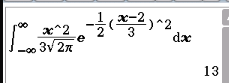 ∫_{-∞}^{∞} x^2/(3√(2π)) e^{-1/2 (x-2/3)^2} dx
13